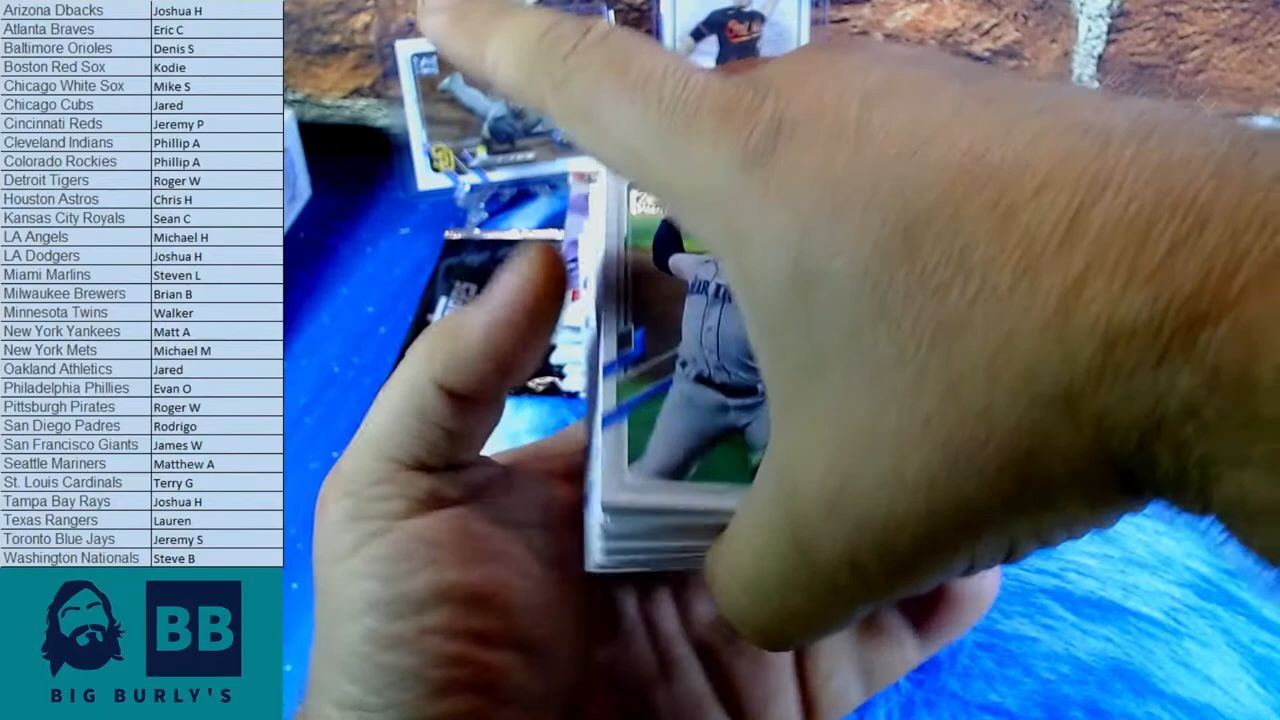 Arizona Dbacks Joshua H
Atlanta Braves Eric C
Baltimore Orioles Denis S
Boston Red Sox Kodie
Chicago White Sox Mike S
Chicago Cubs Jared
Cincinnati Reds Jeremy P
Cleveland Indians Phillip A
Colorado Rockies Phillip A
Detroit Tigers Roger W
Houston Astros Chris H
Kansas City Royals Sean C
LA Angels Michael H
LA Dodgers Joshua H
Miami Marlins Steven L
Milwaukee Brewers Brian B
Minnesota Twins Walker
New York Yankees Matt A
New York Mets Michael M
Oakland Athletics Jared
Philadelphia Phillies Evan O
Pittsburgh Pirates Roger W
San Diego Padres Rodrigo
San Francisco Giants James W
Seattle Mariners Matthew A
St. Louis Cardinals Terry G
Tampa Bay Rays Joshua H
Texas Rangers Lauren
Toronto Blue Jays Jeremy S
Washington Nationals Steve B
BB
BIG BURLY'S